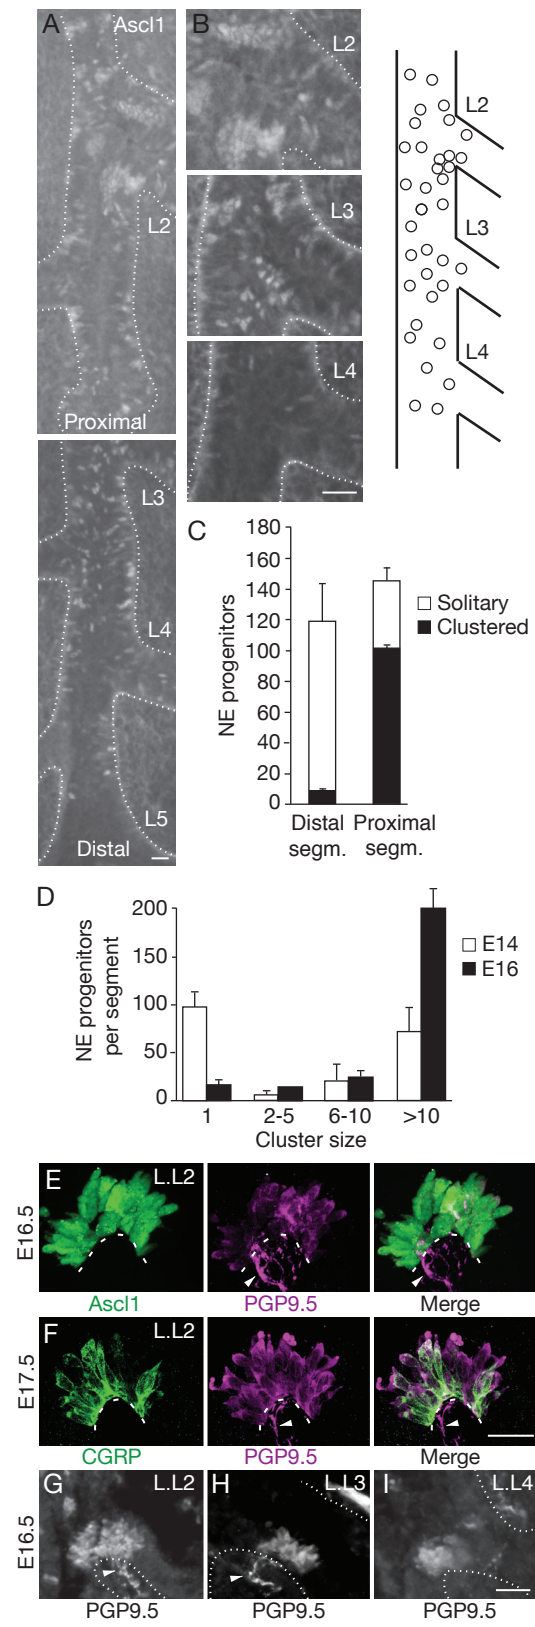 A
Ascl1
L2
Proximal
L3
L4
L5
Distal
B
L2
L3
L4
L2
L3
L4
C
180
160
140
120
100
80
60
40
20
0
NE progenitors
Solitary
Clustered
Distal segm.
Proximal segm.
D
200
150
100
50
0
NE progenitors
per segment
E14
E16
1 2-5 6-10 >10
Cluster size
E16.5
E L.L2
Ascl1 PGP9.5 Merge
E17.5
F L.L2
CGRP PGP9.5 Merge
E16.5
G L.L2 H L.L3 I L.L4
PGP9.5 PGP9.5 PGP9.5